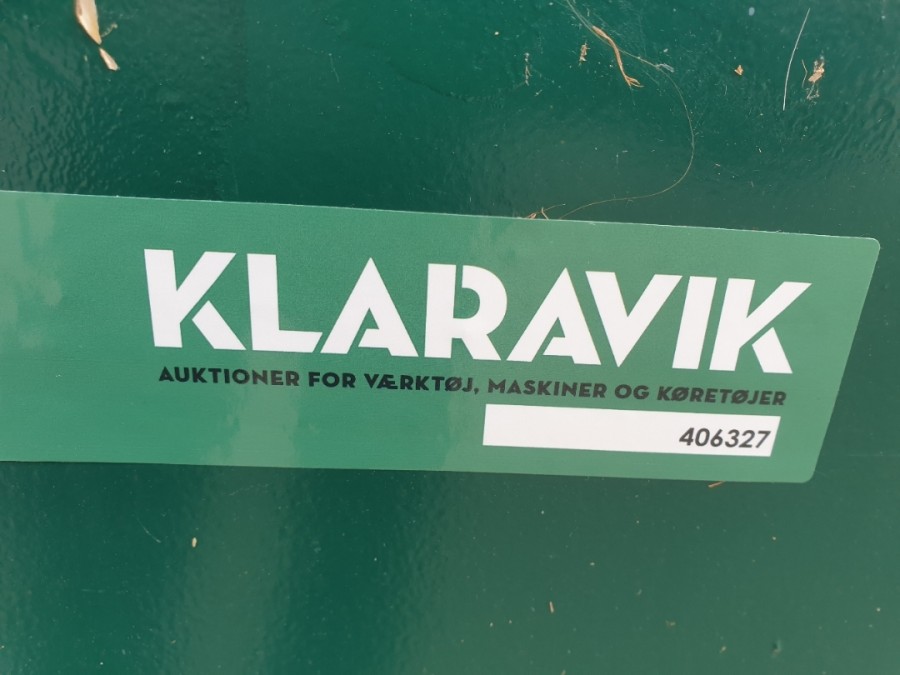 KLARAVIK
AUKTIONER FOR VÆRKTØJ, MASKINER OG KØRETØJER
406327